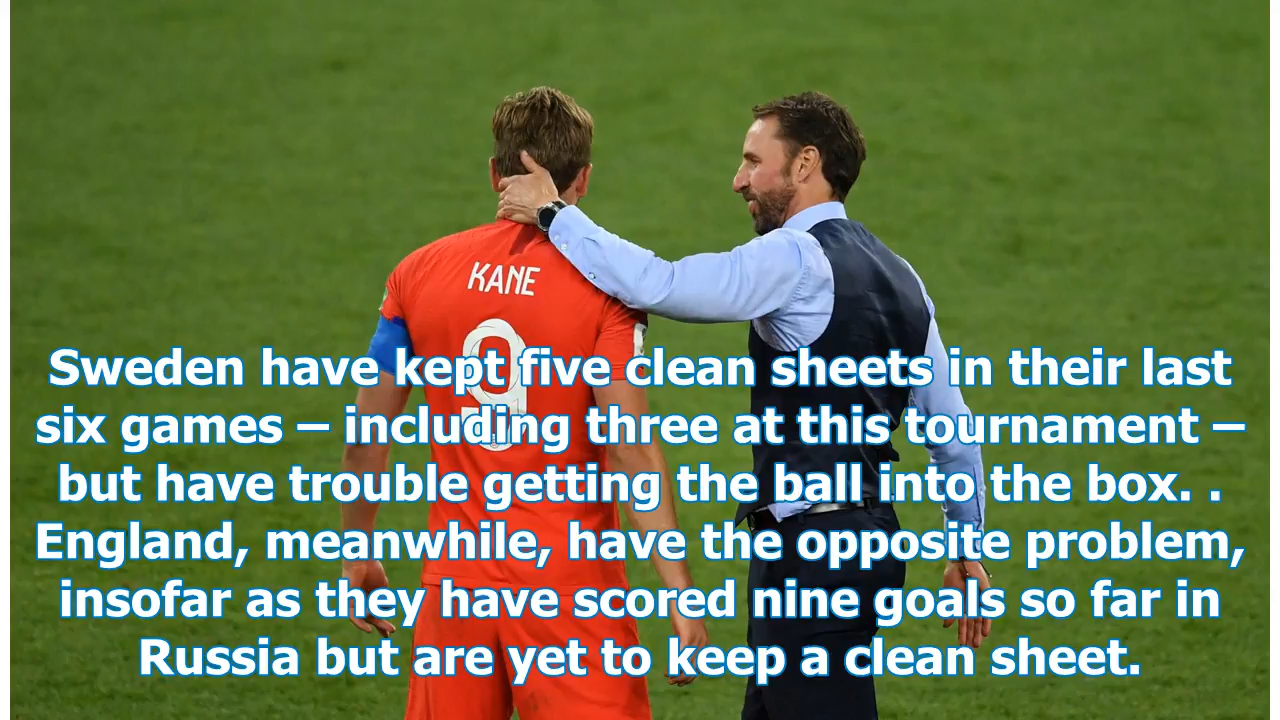 KANE
9
Sweden have kept five clean sheets in their last
six games – including three at this tournament –
but have trouble getting the ball into the box. .
England, meanwhile, have the opposite problem,
insofar as they have scored nine goals so far in
Russia but are yet to keep a clean sheet.